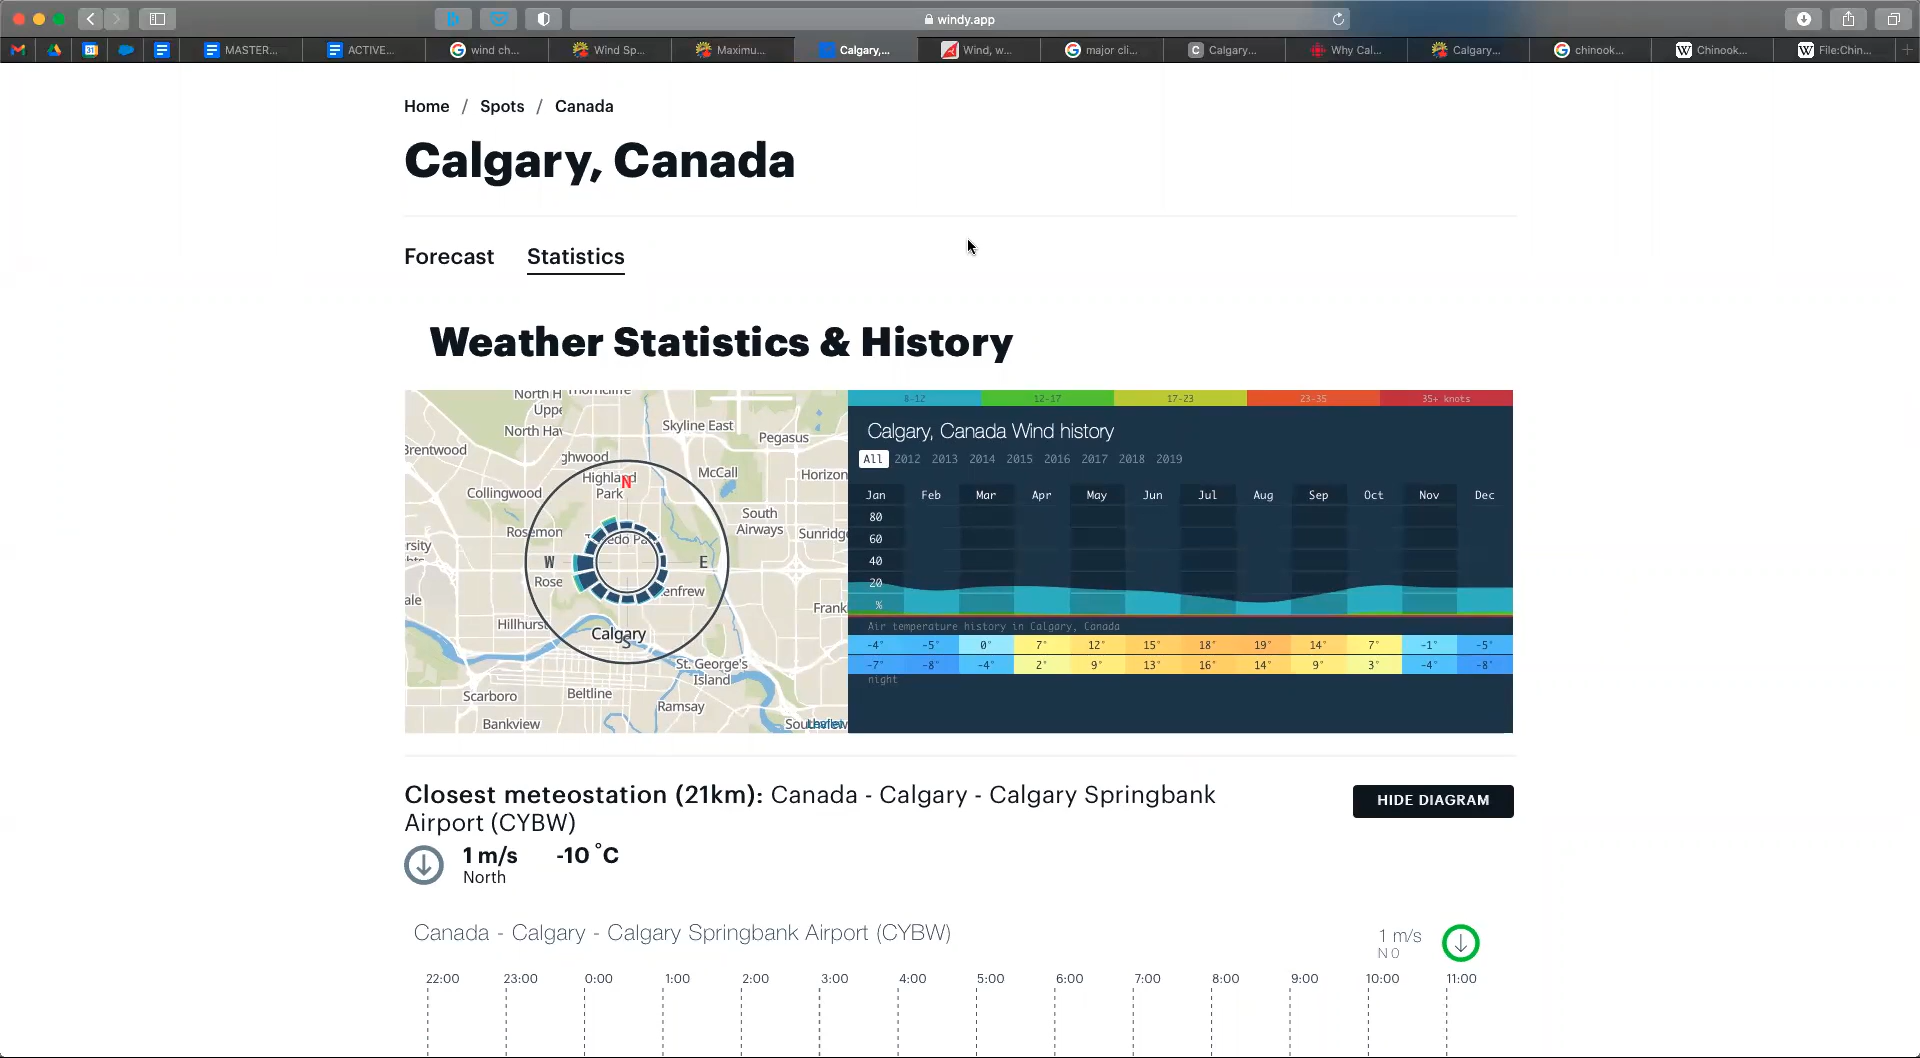 windy.app
31
MASTER...
ACTIVE...
wind ch...
Wind Sp...
Maximu...
Calgary,...
Wind, w...
major cli...
C
Calgary...
Why Cal...
Calgary...
chinook...
W
Chinook...
W
File:Chin...
Home / Spots / Canada
Calgary, Canada
Forecast Statistics
Weather Statistics & History
North H
Uppe
North Hav
Skyline East
Pegasus
Brentwood
ghwood
Highland
Park
N
McCall
Horizon
Collingwood
South
Airways
Rosemon
Sunridg
W
E
Rose
enfrew
ale
Frank
Hillhurs
Calgary
S
St. George's
Island
Scarboro
Beltline
Ramsay
Bankview
8-12 12-17 17-23 23-35 35+ knots
Calgary, Canada Wind history
All 2012 2013 2014 2015 2016 2017 2018 2019
Jan Feb Mar Apr May Jun Jul Aug Sep Oct Nov Dec
80
60
40
20
%
Air temperature history in Calgary, Canada
-4° -5° 0° 7° 12° 15° 18° 19° 14° 7° -1° -5°
-7° -8° -4° 2° 9° 13° 16° 14° 9° 3° -4° -8°
night
Closest meteostation (21km): Canada - Calgary - Calgary Springbank
Airport (CYBW)
HIDE DIAGRAM
1 m/s -10 °C
North
Canada - Calgary - Calgary Springbank Airport (CYBW)
1 m/s
N 0
22:00 23:00 0:00 1:00 2:00 3:00 4:00 5:00 6:00 7:00 8:00 9:00 10:00 11:00